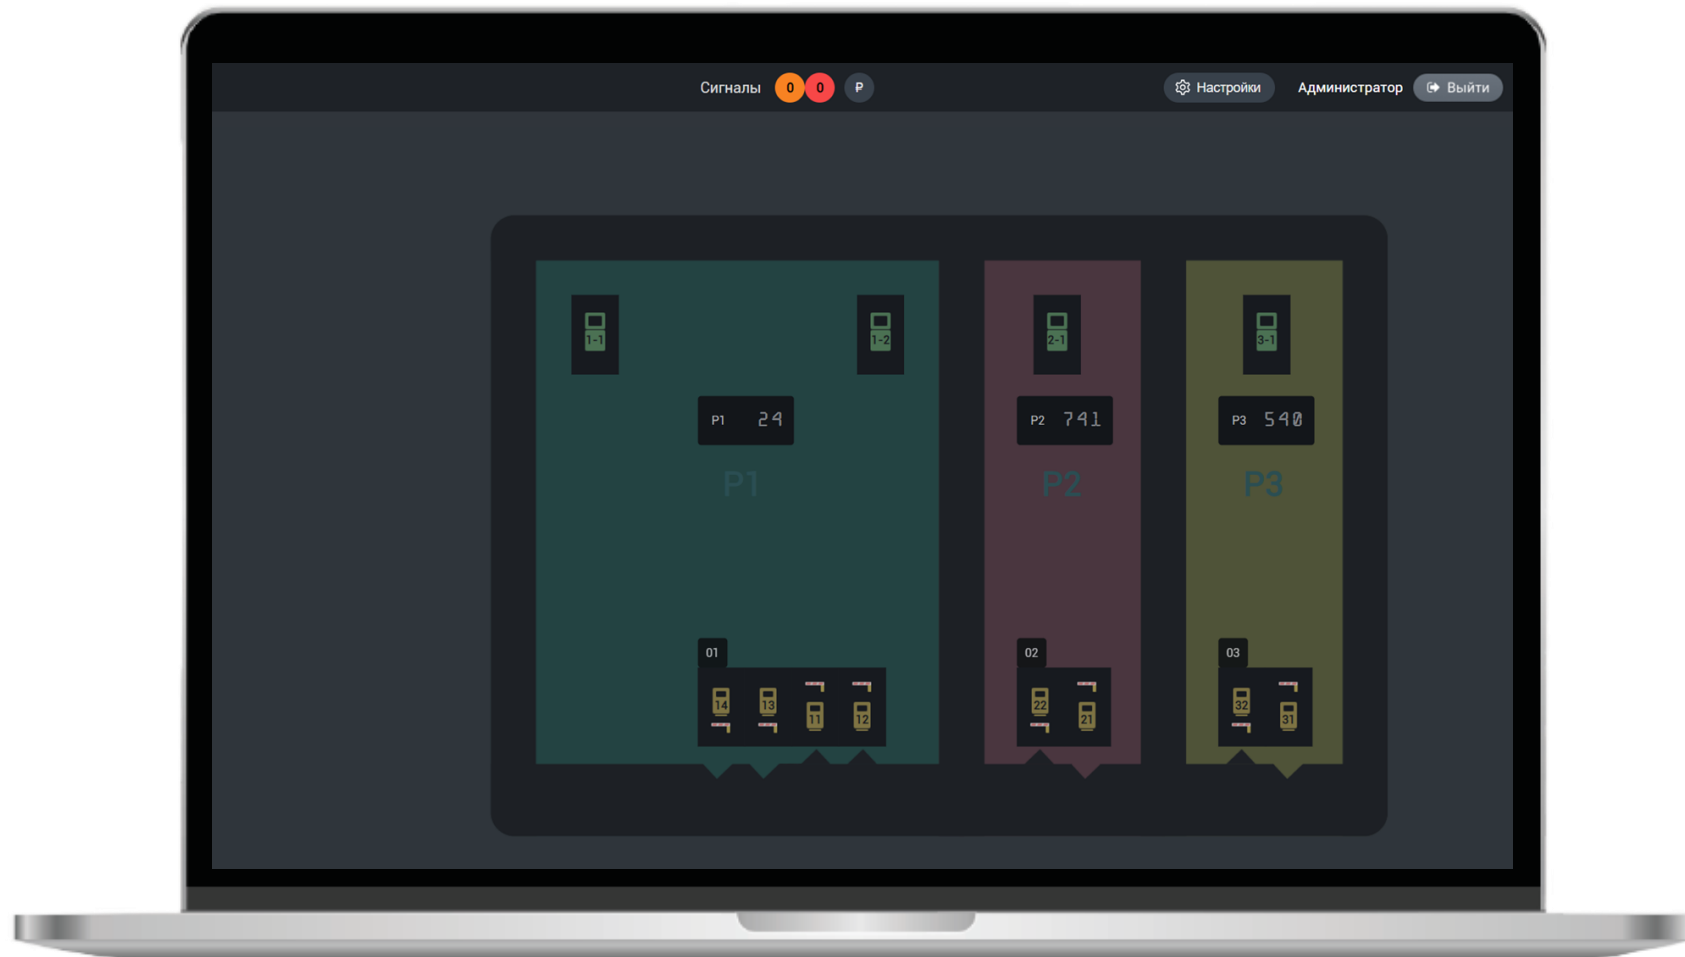 Сигналы 0 0 ₽ Настройки Администратор Выйти
1-1 1-2 2-1 3-1
P1 24 P2 741 P3 540
P1 P2 P3
01 02 03
14 13 11 12 22 21 32 31